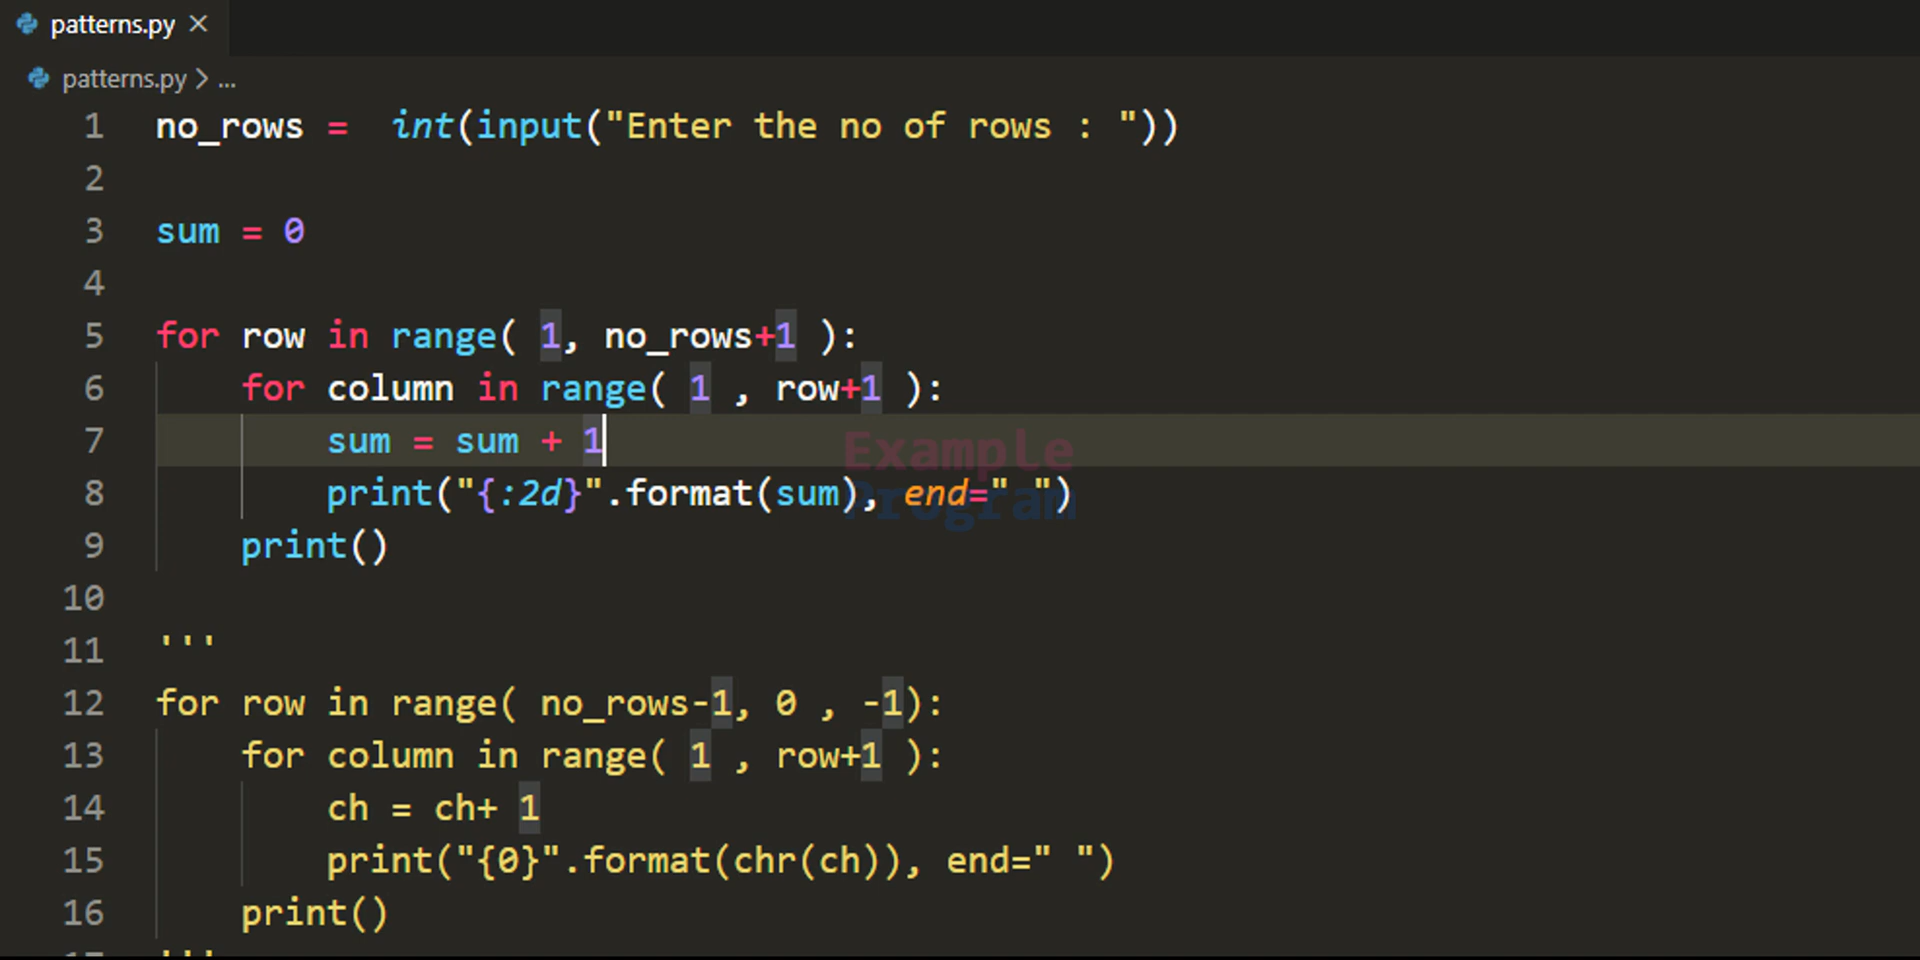 patterns.py
patterns.py > ...
1 no_rows =  int(input("Enter the no of rows : "))
2
3 sum = 0
4
5 for row in range( 1, no_rows+1 ):
6     for column in range( 1 , row+1 ):
7         sum = sum + 1
8         print("{:2d}".format(sum), end=" ")
9     print()
10
11 '''
12 for row in range( no_rows-1, 0 , -1):
13     for column in range( 1 , row+1 ):
14         ch = ch+ 1
15         print("{0}".format(chr(ch)), end=" ")
16     print()
17 '''
Example
Program